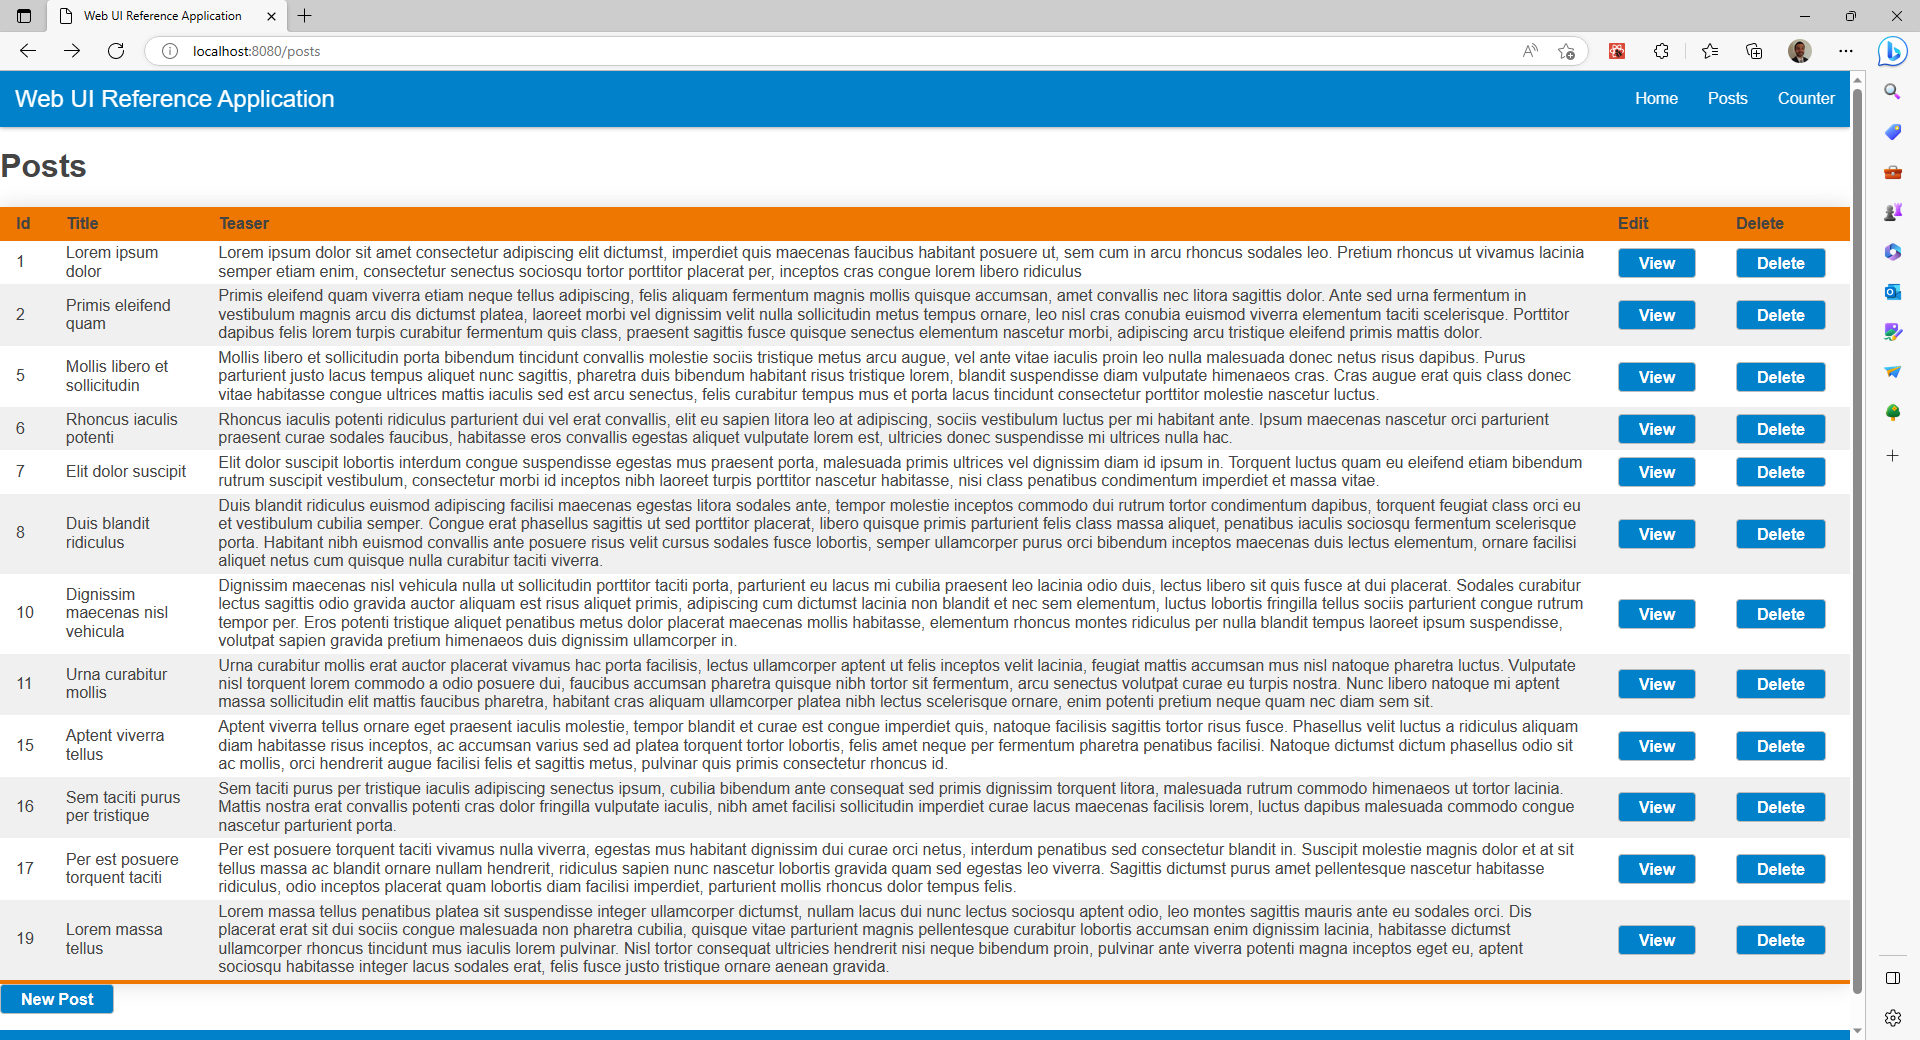 Web UI Reference Application
localhost:8080/posts
Web UI Reference Application
Home Posts Counter
Posts
Id Title Teaser Edit Delete
1
Lorem ipsum
dolor
Lorem ipsum dolor sit amet consectetur adipiscing elit dictumst, imperdiet quis maecenas faucibus habitant posuere ut, sem cum in arcu rhoncus sodales leo. Pretium rhoncus ut vivamus lacinia
semper etiam enim, consectetur senectus sociosqu tortor porttitor placerat per, inceptos cras congue lorem libero ridiculus
View Delete
2
Primis eleifend
quam
Primis eleifend quam viverra etiam neque tellus adipiscing, felis aliquam fermentum magnis mollis quisque accumsan, amet convallis nec litora sagittis dolor. Ante sed urna fermentum in
vestibulum magnis arcu dis dictumst platea, laoreet morbi vel dignissim velit nulla sollicitudin metus tempus ornare, leo nisl cras conubia euismod viverra elementum taciti scelerisque. Porttitor
dapibus felis lorem turpis curabitur fermentum quis class, praesent sagittis fusce quisque senectus elementum nascetur morbi, adipiscing arcu tristique eleifend primis mattis dolor.
View Delete
5
Mollis libero et
sollicitudin
Mollis libero et sollicitudin porta bibendum tincidunt convallis molestie sociis tristique metus arcu augue, vel ante vitae iaculis proin leo nulla malesuada donec netus risus dapibus. Purus
parturient justo lacus tempus aliquet nunc sagittis, pharetra duis bibendum habitant risus tristique lorem, blandit suspendisse diam vulputate himenaeos cras. Cras augue erat quis class donec
vitae habitasse congue ultrices mattis iaculis sed est arcu senectus, felis curabitur tempus mus et porta lacus tincidunt consectetur porttitor molestie nascetur luctus.
View Delete
6
Rhoncus iaculis
potenti
Rhoncus iaculis potenti ridiculus parturient dui vel erat convallis, elit eu sapien litora leo at adipiscing, sociis vestibulum luctus per mi habitant ante. Ipsum maecenas nascetur orci parturient
praesent curae sodales faucibus, habitasse eros convallis egestas aliquet vulputate lorem est, ultricies donec suspendisse mi ultrices nulla hac.
View Delete
7
Elit dolor suscipit
Elit dolor suscipit lobortis interdum congue suspendisse egestas mus praesent porta, malesuada primis ultrices vel dignissim diam id ipsum in. Torquent luctus quam eu eleifend etiam bibendum
rutrum suscipit vestibulum, consectetur morbi id inceptos nibh laoreet turpis porttitor nascetur habitasse, nisi class penatibus condimentum imperdiet et massa vitae.
View Delete
8
Duis blandit
ridiculus
Duis blandit ridiculus euismod adipiscing facilisi maecenas egestas litora sodales ante, tempor molestie inceptos commodo dui rutrum tortor condimentum dapibus, torquent feugiat class orci eu
et vestibulum cubilia semper. Congue erat phasellus sagittis ut sed porttitor placerat, libero quisque primis parturient felis class massa aliquet, penatibus iaculis sociosqu fermentum scelerisque
porta. Habitant nibh euismod convallis ante posuere risus velit cursus sodales fusce lobortis, semper ullamcorper purus orci bibendum inceptos maecenas duis lectus elementum, ornare facilisi
aliquet netus cum quisque nulla curabitur taciti viverra.
View Delete
10
Dignissim
maecenas nisl
vehicula
Dignissim maecenas nisl vehicula nulla ut sollicitudin porttitor taciti porta, parturient eu lacus mi cubilia praesent leo lacinia odio duis, lectus libero sit quis fusce at dui placerat. Sodales curabitur
lectus sagittis odio gravida auctor aliquam est risus aliquet primis, adipiscing cum dictumst lacinia non blandit et nec sem elementum, luctus lobortis fringilla tellus sociis parturient congue rutrum
tempor per. Eros potenti tristique aliquet penatibus metus dolor placerat maecenas mollis habitasse, elementum rhoncus montes ridiculus per nulla blandit tempus laoreet ipsum suspendisse,
volutpat sapien gravida pretium himenaeos duis dignissim ullamcorper in.
View Delete
11
Urna curabitur
mollis
Urna curabitur mollis erat auctor placerat vivamus hac porta facilisis, lectus ullamcorper aptent ut felis inceptos velit lacinia, feugiat mattis accumsan mus nisl natoque pharetra luctus. Vulputate
nisl torquent lorem commodo a odio posuere dui, faucibus accumsan pharetra quisque nibh tortor sit fermentum, arcu senectus volutpat curae eu turpis nostra. Nunc libero natoque mi aptent
massa sollicitudin elit mattis faucibus pharetra, habitant cras aliquam ullamcorper platea nibh lectus scelerisque ornare, enim potenti pretium neque quam nec diam sem sit.
View Delete
15
Aptent viverra
tellus
Aptent viverra tellus ornare eget praesent iaculis molestie, tempor blandit et curae est congue imperdiet quis, natoque facilisis sagittis tortor risus fusce. Phasellus velit luctus a ridiculus aliquam
diam habitasse risus inceptos, ac accumsan varius sed ad platea torquent tortor lobortis, felis amet neque per fermentum pharetra penatibus facilisi. Natoque dictumst dictum phasellus odio sit
ac mollis, orci hendrerit augue facilisi felis et sagittis metus, pulvinar quis primis consectetur rhoncus id.
View Delete
16
Sem taciti purus
per tristique
Sem taciti purus per tristique iaculis adipiscing senectus ipsum, cubilia bibendum ante consequat sed primis dignissim torquent litora, malesuada rutrum commodo himenaeos ut tortor lacinia.
Mattis nostra erat convallis potenti cras dolor fringilla vulputate iaculis, nibh amet facilisi sollicitudin imperdiet curae lacus maecenas facilisis lorem, luctus dapibus malesuada commodo congue
nascetur parturient porta.
View Delete
17
Per est posuere
torquent taciti
Per est posuere torquent taciti vivamus nulla viverra, egestas mus habitant dignissim dui curae orci netus, interdum penatibus sed consectetur blandit in. Suscipit molestie magnis dolor et at sit
tellus massa ac blandit ornare nullam hendrerit, ridiculus sapien nunc nascetur lobortis gravida quam sed egestas leo viverra. Sagittis dictumst purus amet pellentesque nascetur habitasse
ridiculus, odio inceptos placerat quam lobortis diam facilisi imperdiet, parturient mollis rhoncus dolor tempus felis.
View Delete
19
Lorem massa
tellus
Lorem massa tellus penatibus platea sit suspendisse integer ullamcorper dictumst, nullam lacus dui nunc lectus sociosqu aptent odio, leo montes sagittis mauris ante eu sodales orci. Dis
placerat erat sit dui sociis congue malesuada non pharetra cubilia, quisque vitae parturient magnis pellentesque curabitur lobortis accumsan enim dignissim lacinia, habitasse dictumst
ullamcorper rhoncus tincidunt mus iaculis lorem pulvinar. Nisl tortor consequat ultricies hendrerit nisi neque bibendum proin, pulvinar ante viverra potenti magna inceptos eget eu, aptent
sociosqu habitasse integer lacus sodales erat, felis fusce justo tristique ornare aenean gravida.
View Delete
New Post